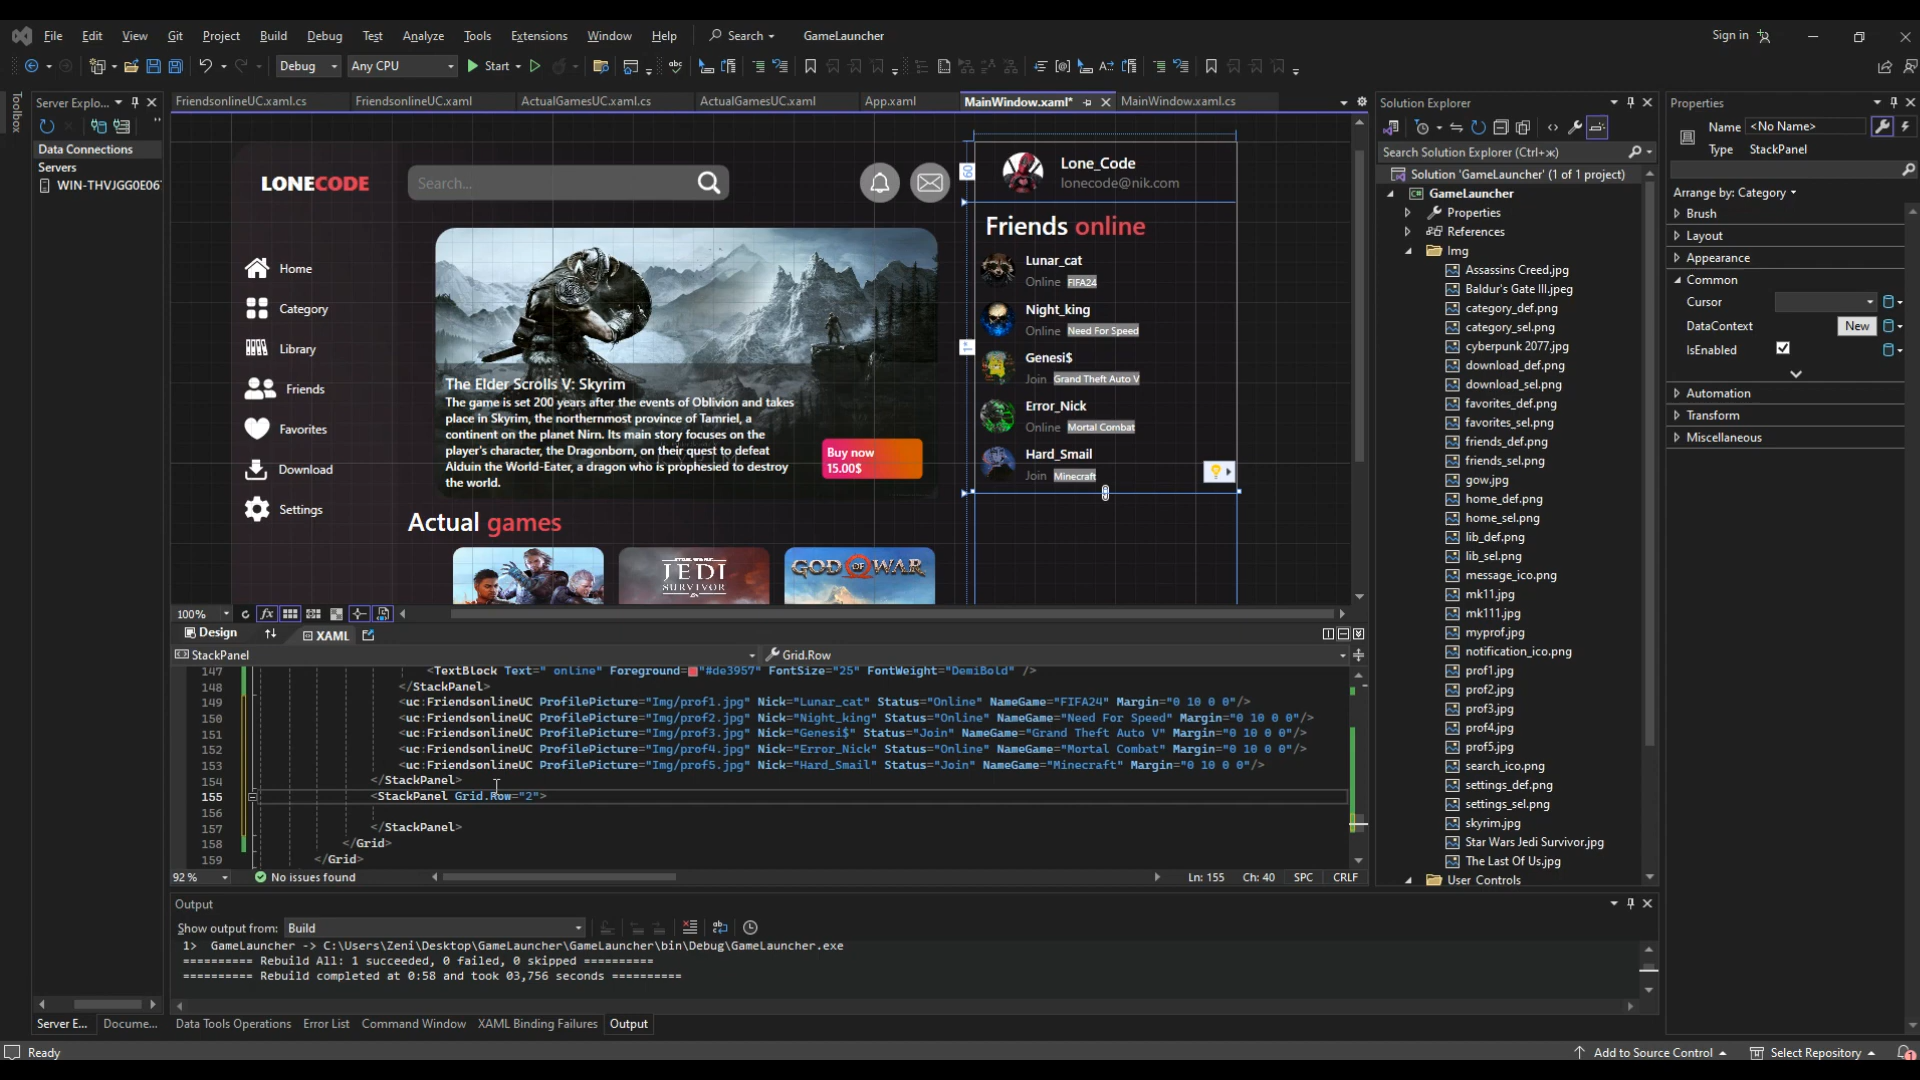 File Edit View Git Project Build Debug Test Analyze Tools Extensions Window Help Search GameLauncher Sign in
Debug Any CPU Start
Toolbox
Server Explo...
Data Connections
Servers
WIN-THVJGG0E06
FriendsonlineUC.xaml.cs FriendsonlineUC.xaml ActualGamesUC.xaml.cs ActualGamesUC.xaml App.xaml MainWindow.xaml* MainWindow.xaml.cs
LONECODE
Search...
Home
Category
Library
Friends
Favorites
Download
Settings
The Elder Scrolls V: Skyrim
The game is set 200 years after the events of Oblivion and takes
place in Skyrim, the northernmost province of Tamriel, a
continent on the planet Nirn. Its main story focuses on the
player's character, the Dragonborn, on their quest to defeat
Alduin the World-Eater, a dragon who is prophesied to destroy
the world.
Buy now
15.00$
Actual games
JEDI
SURVIVOR
GOD OF WAR
60
1*
Lone_Code
lonecode@nik.com
Friends online
Lunar_cat
Online FIFA24
Night_king
Online Need For Speed
Genesi$
Join Grand Theft Auto V
Error_Nick
Online Mortal Combat
Hard_Smail
Join Minecraft
100%
Design XAML
StackPanel Grid.Row
147 <TextBlock Text=" online" Foreground="#de3957" FontSize="25" FontWeight="DemiBold" />
148 </StackPanel>
149 <uc:FriendsonlineUC ProfilePicture="Img/prof1.jpg" Nick="Lunar_cat" Status="Online" NameGame="FIFA24" Margin="0 10 0 0"/>
150 <uc:FriendsonlineUC ProfilePicture="Img/prof2.jpg" Nick="Night_king" Status="Online" NameGame="Need For Speed" Margin="0 10 0 0"/>
151 <uc:FriendsonlineUC ProfilePicture="Img/prof3.jpg" Nick="Genesi$" Status="Join" NameGame="Grand Theft Auto V" Margin="0 10 0 0"/>
152 <uc:FriendsonlineUC ProfilePicture="Img/prof4.jpg" Nick="Error_Nick" Status="Online" NameGame="Mortal Combat" Margin="0 10 0 0"/>
153 <uc:FriendsonlineUC ProfilePicture="Img/prof5.jpg" Nick="Hard_Smail" Status="Join" NameGame="Minecraft" Margin="0 10 0 0"/>
154 </StackPanel>
155 <StackPanel Grid.Row="2">
156
157 </StackPanel>
158 </Grid>
159 </Grid>
92 % No issues found Ln: 155 Ch: 40 SPC CRLF
Output
Show output from: Build
1> GameLauncher -> C:\Users\Zeni\Desktop\GameLauncher\GameLauncher\bin\Debug\GameLauncher.exe
========== Rebuild All: 1 succeeded, 0 failed, 0 skipped ==========
========== Rebuild completed at 0:58 and took 03,756 seconds ==========
Server E... Docume... Data Tools Operations Error List Command Window XAML Binding Failures Output
Solution Explorer
Search Solution Explorer (Ctrl+ж)
Solution 'GameLauncher' (1 of 1 project)
GameLauncher
Properties
References
Img
Assassins Creed.jpg
Baldur's Gate III.jpeg
category_def.png
category_sel.png
cyberpunk 2077.jpg
download_def.png
download_sel.png
favorites_def.png
favorites_sel.png
friends_def.png
friends_sel.png
gow.jpg
home_def.png
home_sel.png
lib_def.png
lib_sel.png
message_ico.png
mk11.jpg
mk111.jpg
myprof.jpg
notification_ico.png
prof1.jpg
prof2.jpg
prof3.jpg
prof4.jpg
prof5.jpg
search_ico.png
settings_def.png
settings_sel.png
skyrim.jpg
Star Wars Jedi Survivor.jpg
The Last Of Us.jpg
User Controls
Properties
Name <No Name>
Type StackPanel
Arrange by: Category
Brush
Layout
Appearance
Common
Cursor
DataContext New
IsEnabled
Automation
Transform
Miscellaneous
Ready Add to Source Control Select Repository 1